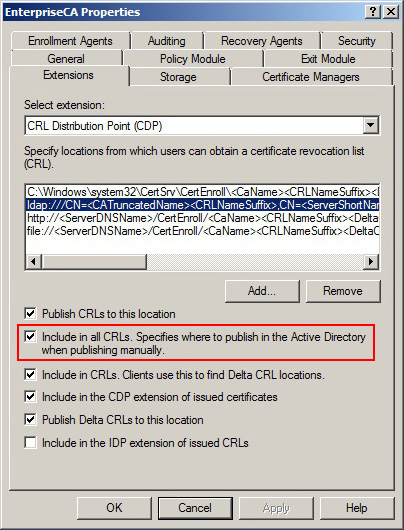 EnterpriseCA Properties
Enrollment Agents Auditing Recovery Agents Security
General Policy Module Exit Module
Extensions Storage Certificate Managers
Select extension:
CRL Distribution Point (CDP)
Specify locations from which users can obtain a certificate revocation list
(CRL).
C:\Windows\system32\CertSrv\CertEnroll\<CaName><CRLNameSuffix><D
ldap:///CN=<CATruncatedName><CRLNameSuffix>,CN=<ServerShortName
http://<ServerDNSName>/CertEnroll/<CaName><CRLNameSuffix><Delta
file://<ServerDNSName>/CertEnroll/<CaName><CRLNameSuffix><DeltaC
Add... Remove
Publish CRLs to this location
Include in all CRLs. Specifies where to publish in the Active Directory
when publishing manually.
Include in CRLs. Clients use this to find Delta CRL locations.
Include in the CDP extension of issued certificates
Publish Delta CRLs to this location
Include in the IDP extension of issued CRLs
OK Cancel Apply Help